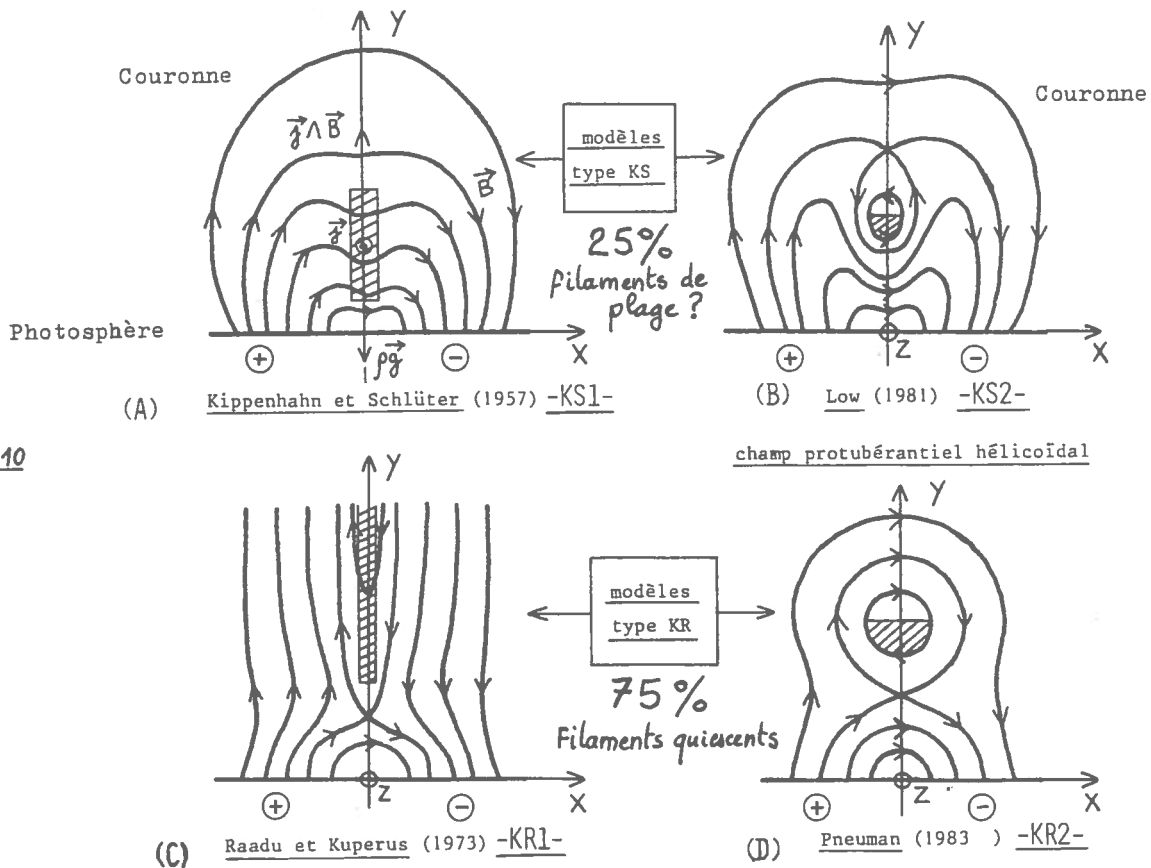 Y
Couronne
j ∧ B
B
j
Photosphère
+
-
X
ρg
(A) Kippenhahn et Schlüter (1957) -KS1-
modèles
type KS
25%
filaments de
plage ?
Y
Couronne
+
Z
-
X
(B) Low (1981) -KS2-
champ protubérantiel hélicoïdal
10
Y
+
Z
-
X
(C) Raadu et Kuperus (1973) -KR1-
modèles
type KR
75%
Filaments quiescents
Y
+
Z
-
X
(D) Pneuman (1983 ) -KR2-